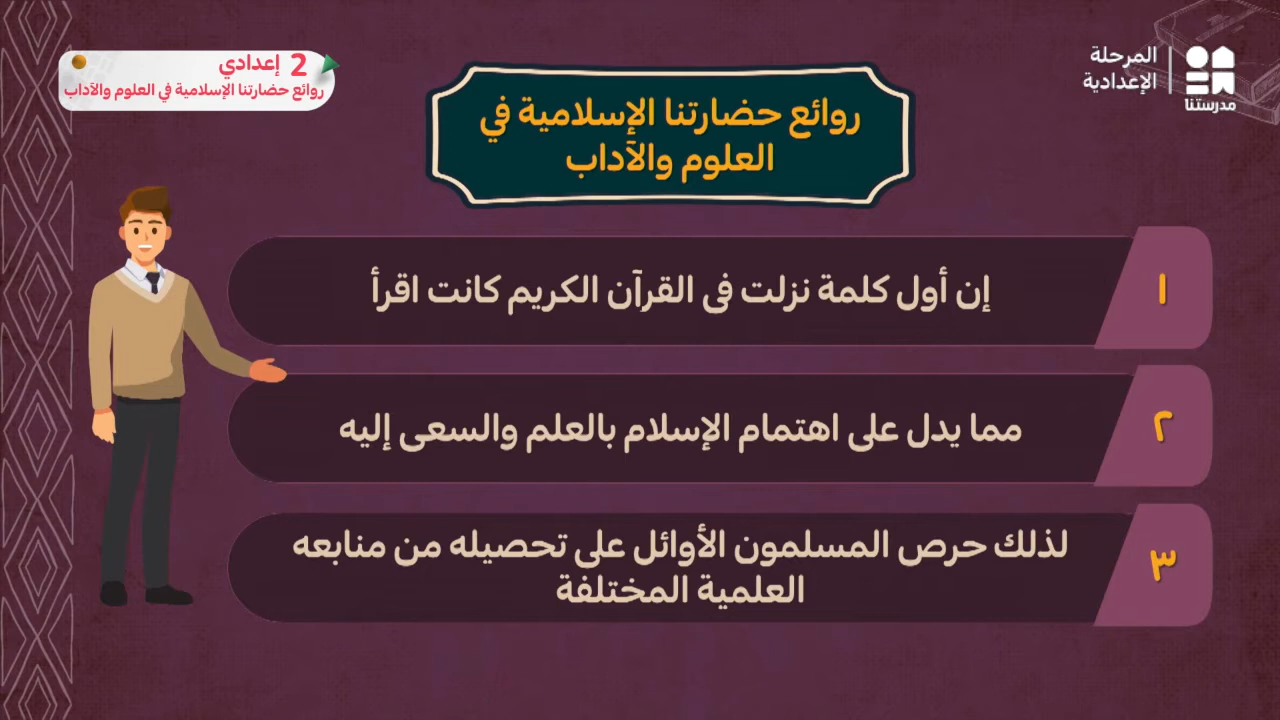 المرحلة
الإعدادية
مدرستنا
2 إعدادي
روائع حضارتنا الإسلامية في العلوم والآداب
روائع حضارتنا الإسلامية في
العلوم والآداب
١
إن أول كلمة نزلت فى القرآن الكريم كانت اقرأ
٢
مما يدل على اهتمام الإسلام بالعلم والسعى إليه
٣
لذلك حرص المسلمون الأوائل على تحصيله من منابعه
العلمية المختلفة